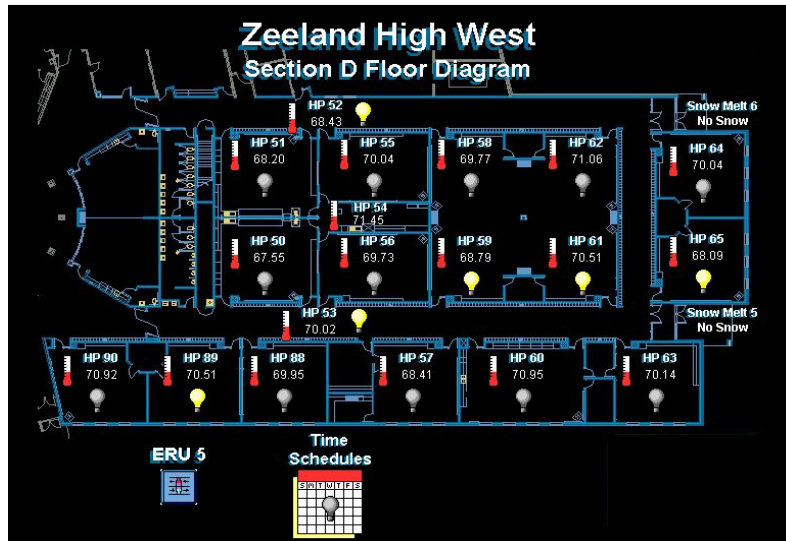 Zeeland High West
Section D Floor Diagram
HP 52
68.43
Snow Melt 6
No Snow
HP 51
68.20
HP 55
70.04
HP 58
69.77
HP 62
71.06
HP 64
70.04
HP 54
71.45
HP 50
67.55
HP 56
69.73
HP 59
68.79
HP 61
70.51
HP 65
68.09
HP 53
70.02
Snow Melt 5
No Snow
HP 90
70.92
HP 89
70.51
HP 88
69.95
HP 57
68.41
HP 60
70.95
HP 63
70.14
ERU 5
Time
Schedules
S M T W T F S